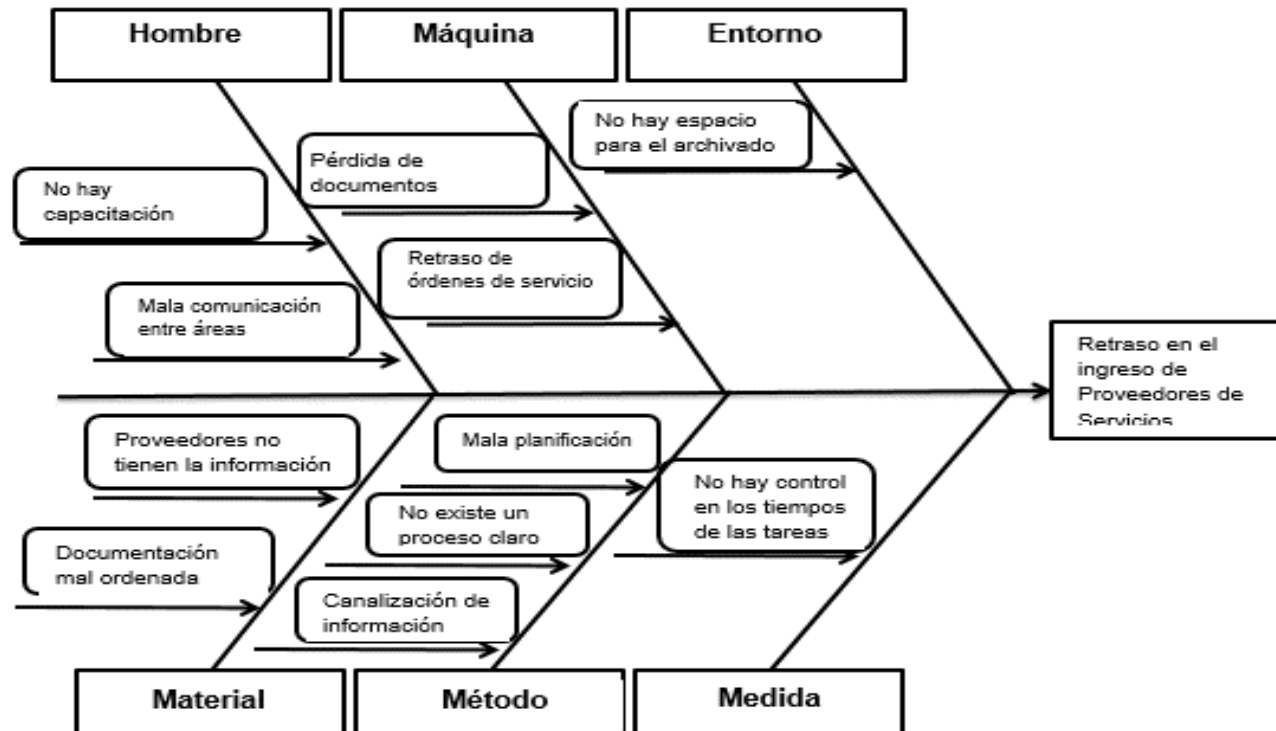 Hombre
Máquina
Entorno
No hay espacio
para el archivado
Pérdida de
documentos
No hay
capacitación
Retraso de
órdenes de servicio
Mala comunicación
entre áreas
Retraso en el
ingreso de
Proveedores de
Servicios
Proveedores no
tienen la información
Mala planificación
No hay control
en los tiempos
de las tareas
No existe un
proceso claro
Documentación
mal ordenada
Canalización de
información
Material
Método
Medida